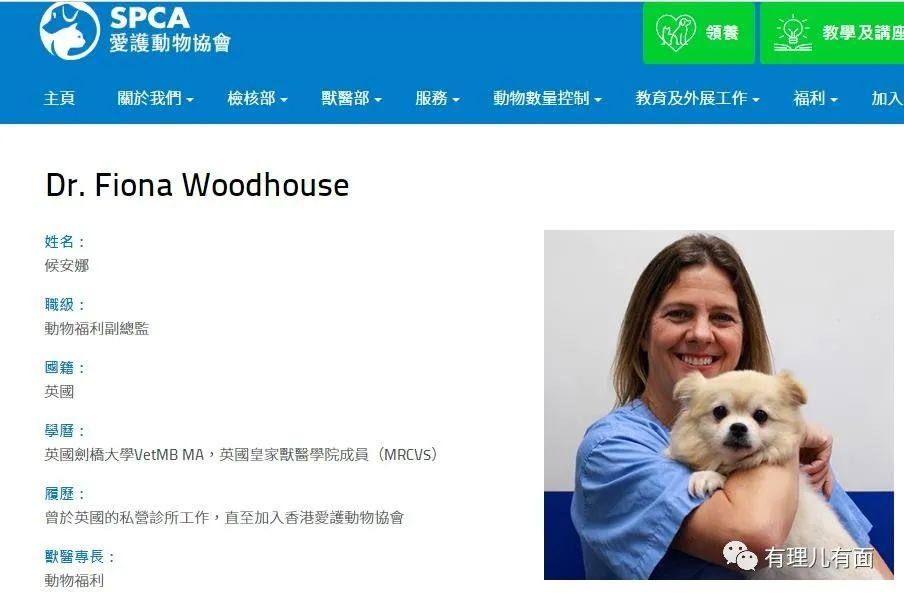 SPCA
愛護動物協會
領養
教學及講座
主頁 關於我們 檢核部 獸醫部 服務 動物數量控制 教育及外展工作 福利 加入
Dr. Fiona Woodhouse
姓名：
候安娜
職級：
動物福利副總監
國籍：
英國
學曆：
英國劍橋大學VetMB MA，英國皇家獸醫學院成員（MRCVS）
履歷：
曾於英國的私營診所工作，直至加入香港愛護動物協會
獸醫專長：
動物福利
有理儿有面